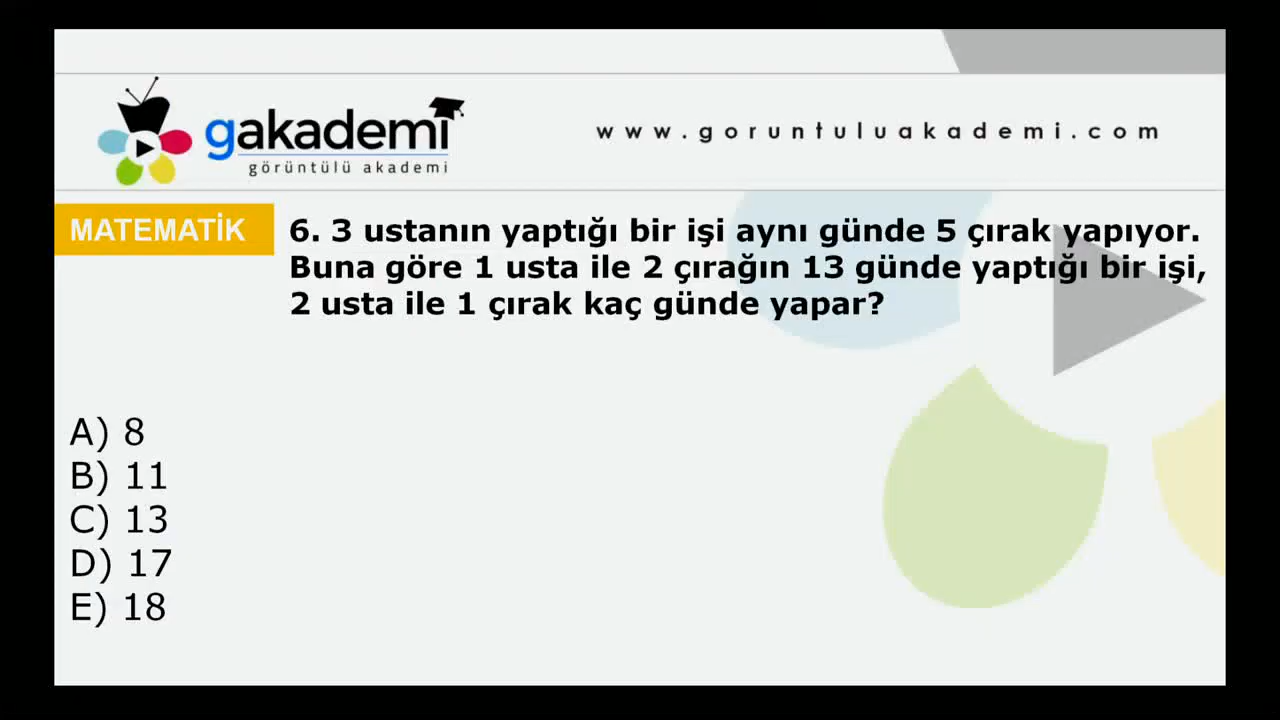 gakademi
görüntülü akademi
www.goruntuluakademi.com
MATEMATİK
6. 3 ustanın yaptığı bir işi aynı günde 5 çırak yapıyor.
Buna göre 1 usta ile 2 çırağın 13 günde yaptığı bir işi,
2 usta ile 1 çırak kaç günde yapar?
A) 8
B) 11
C) 13
D) 17
E) 18